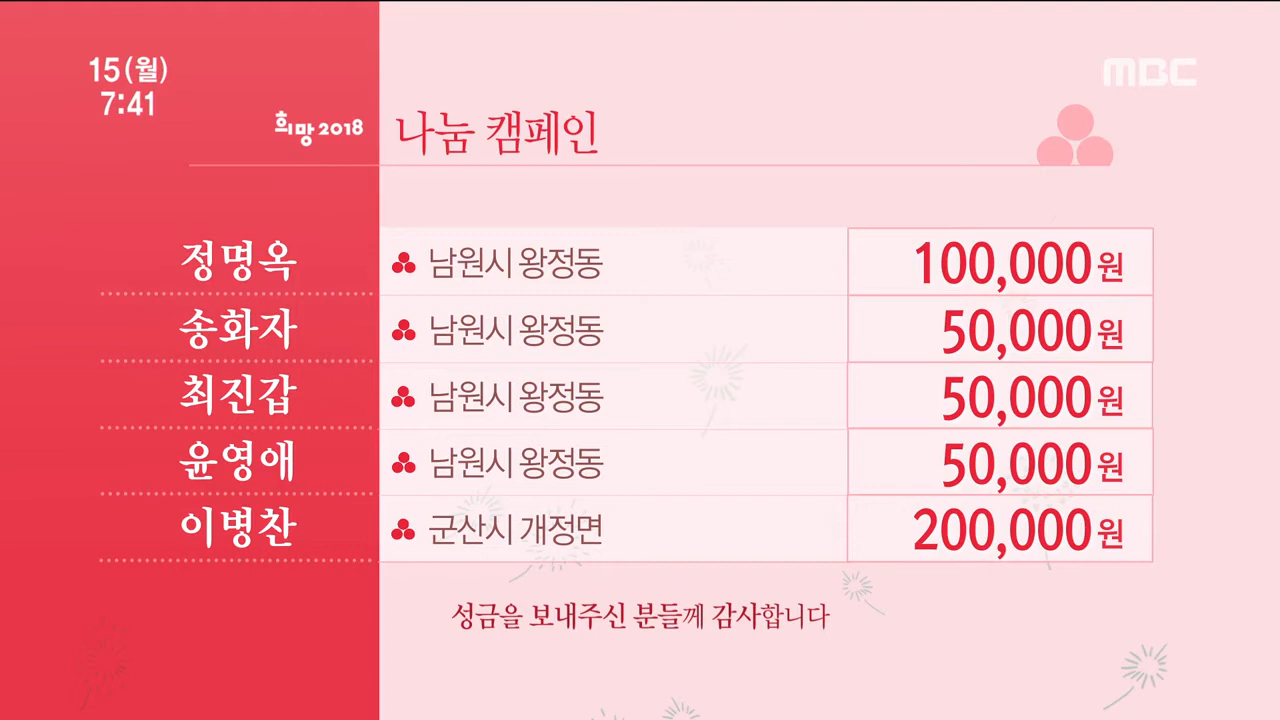 15(월)
7:41
MBC
희망2018 나눔 캠페인
정명옥 남원시 왕정동 100,000원
송화자 남원시 왕정동 50,000원
최진갑 남원시 왕정동 50,000원
윤영애 남원시 왕정동 50,000원
이병찬 군산시 개정면 200,000원
성금을 보내주신 분들께 감사합니다